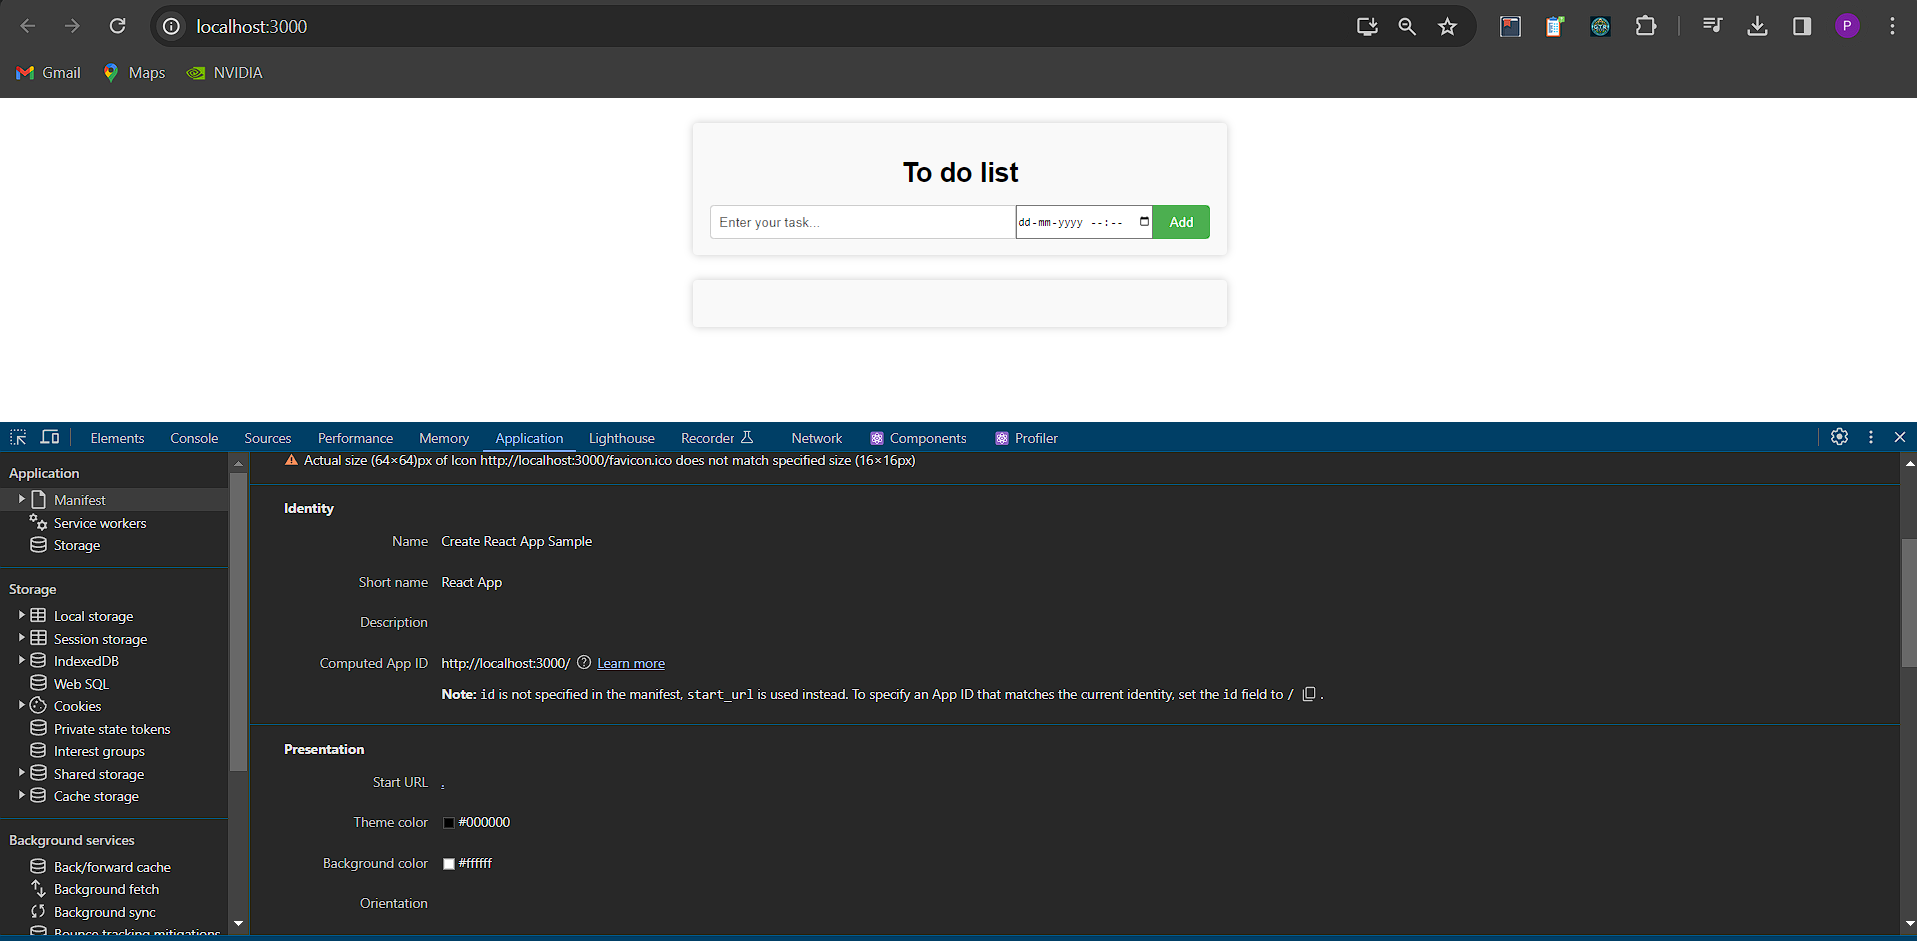 localhost:3000
P
Gmail
Maps
NVIDIA
To do list
Enter your task...
dd-mm-yyyy --:--
Add
Elements
Console
Sources
Performance
Memory
Application
Lighthouse
Recorder
Network
Components
Profiler
Application
Manifest
Service workers
Storage
Storage
Local storage
Session storage
IndexedDB
Web SQL
Cookies
Private state tokens
Interest groups
Shared storage
Cache storage
Background services
Back/forward cache
Background fetch
Background sync
Bounce tracking mitigations
Actual size (64×64)px of Icon http://localhost:3000/favicon.ico does not match specified size (16×16px)
Identity
Name Create React App Sample
Short name React App
Description
Computed App ID http://localhost:3000/ Learn more
Note: id is not specified in the manifest, start_url is used instead. To specify an App ID that matches the current identity, set the id field to / .
Presentation
Start URL .
Theme color #000000
Background color #ffffff
Orientation